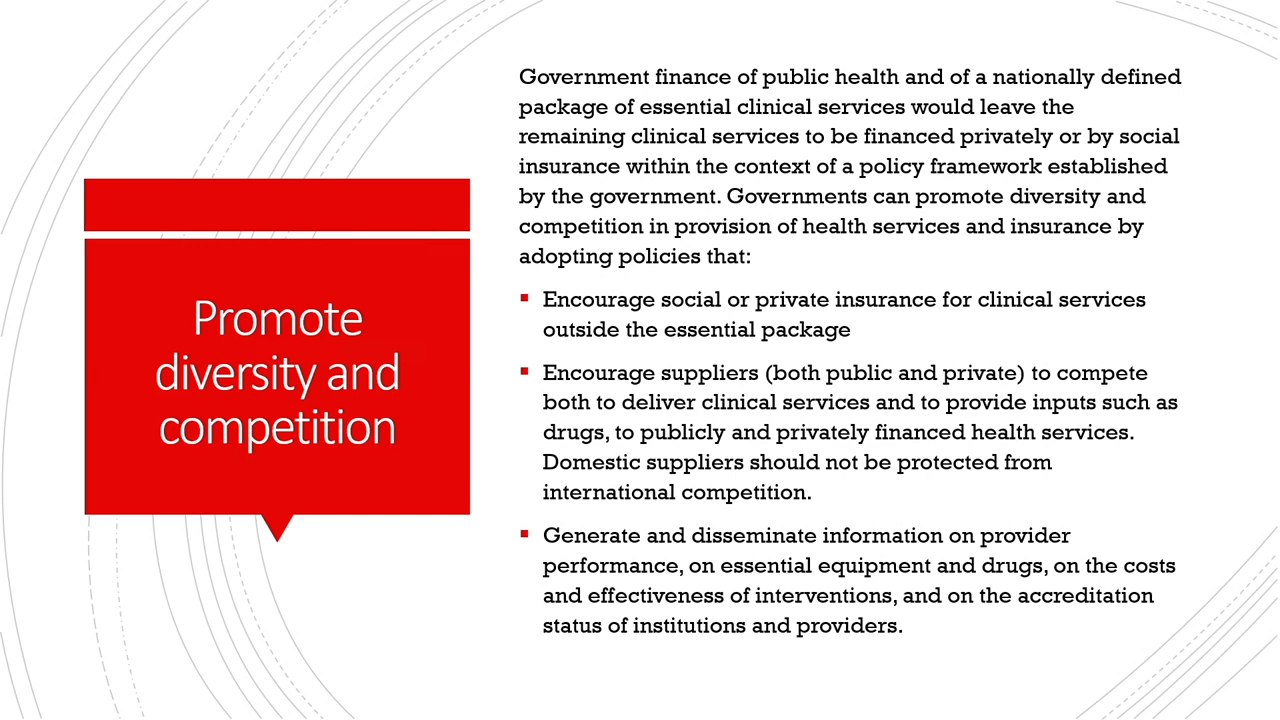 Promote
diversity and
competition
Government finance of public health and of a nationally defined
package of essential clinical services would leave the
remaining clinical services to be financed privately or by social
insurance within the context of a policy framework established
by the government. Governments can promote diversity and
competition in provision of health services and insurance by
adopting policies that:
▪ Encourage social or private insurance for clinical services
outside the essential package
▪ Encourage suppliers (both public and private) to compete
both to deliver clinical services and to provide inputs such as
drugs, to publicly and privately financed health services.
Domestic suppliers should not be protected from
international competition.
▪ Generate and disseminate information on provider
performance, on essential equipment and drugs, on the costs
and effectiveness of interventions, and on the accreditation
status of institutions and providers.